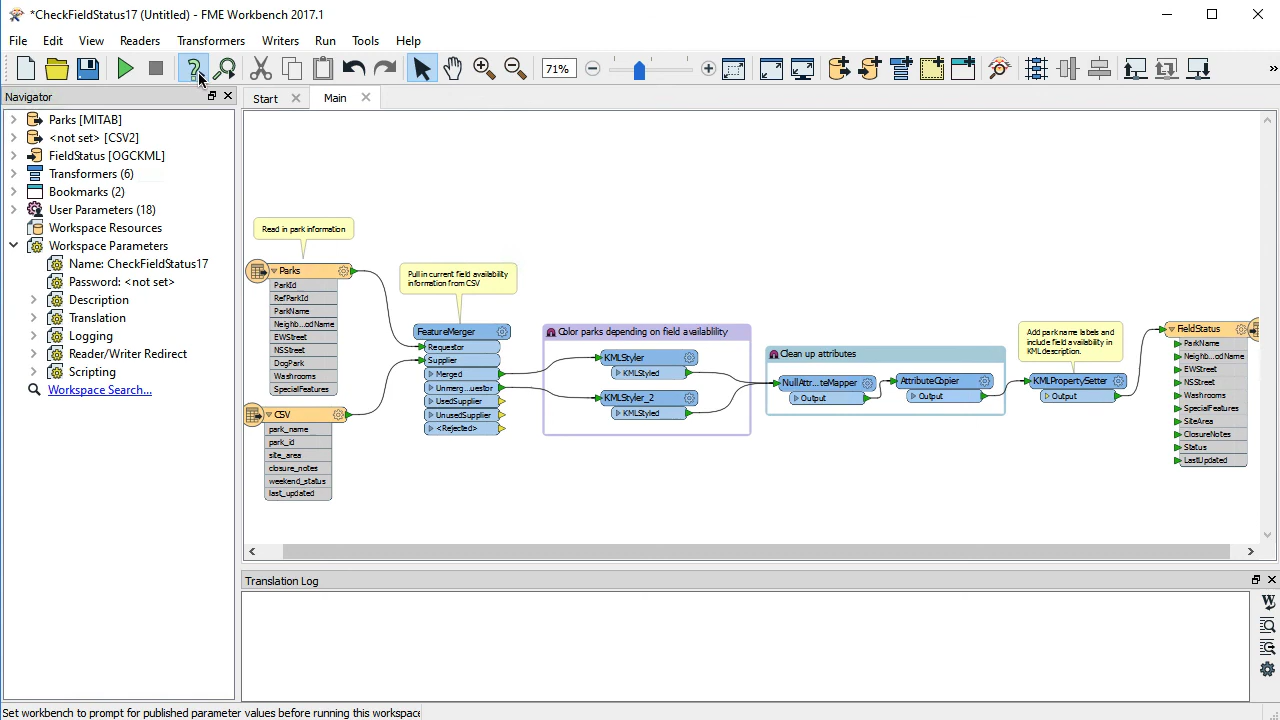 *CheckFieldStatus17 (Untitled) - FME Workbench 2017.1
File Edit View Readers Transformers Writers Run Tools Help
71%
Navigator
Start
Main
Parks [MITAB]
<not set> [CSV2]
FieldStatus [OGCKML]
Transformers (6)
Bookmarks (2)
User Parameters (18)
Workspace Resources
Workspace Parameters
Name: CheckFieldStatus17
Password: <not set>
Description
Translation
Logging
Reader/Writer Redirect
Scripting
Workspace Search...
Read in park information
Parks
ParkId
RefParkId
ParkName
Neighb...odName
EWStreet
NSStreet
DogPark
Washrooms
SpecialFeatures
CSV
park_name
park_id
site_area
closure_notes
weekend_status
last_updated
Pull in current field availability
information from CSV
FeatureMerger
Requestor
Supplier
Merged
Unmerg...questor
UsedSupplier
UnusedSupplier
<Rejected>
Color parks depending on field availablility
KMLStyler
KMLStyled
KMLStyler_2
KMLStyled
Clean up attributes
NullAttr...teMapper
Output
AttributeCopier
Output
Add park name labels and
include field availability in
KML description.
KMLPropertySetter
Output
FieldStatus
ParkName
Neighb...odName
EWStreet
NSStreet
Washrooms
SpecialFeatures
SiteArea
ClosureNotes
Status
LastUpdated
Translation Log
Set workbench to prompt for published parameter values before running this workspace